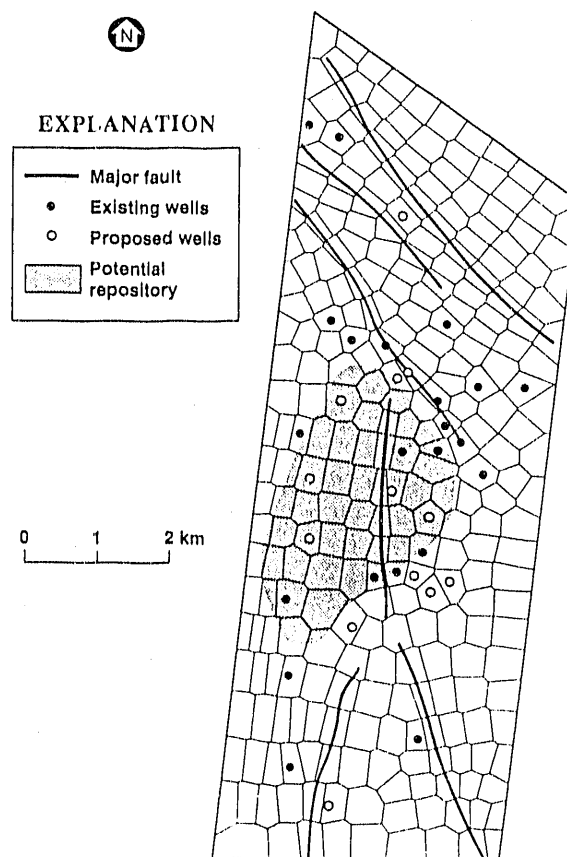 N
EXPLANATION
Major fault
Existing wells
Proposed wells
Potential
repository
0 1 2 km